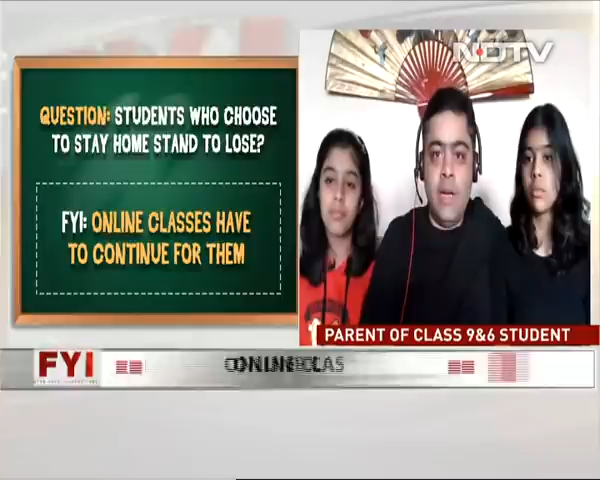 NDTV
QUESTION: STUDENTS WHO CHOOSE
TO STAY HOME STAND TO LOSE?
FYI: ONLINE CLASSES HAVE
TO CONTINUE FOR THEM
PARENT OF CLASS 9&6 STUDENT
FYI